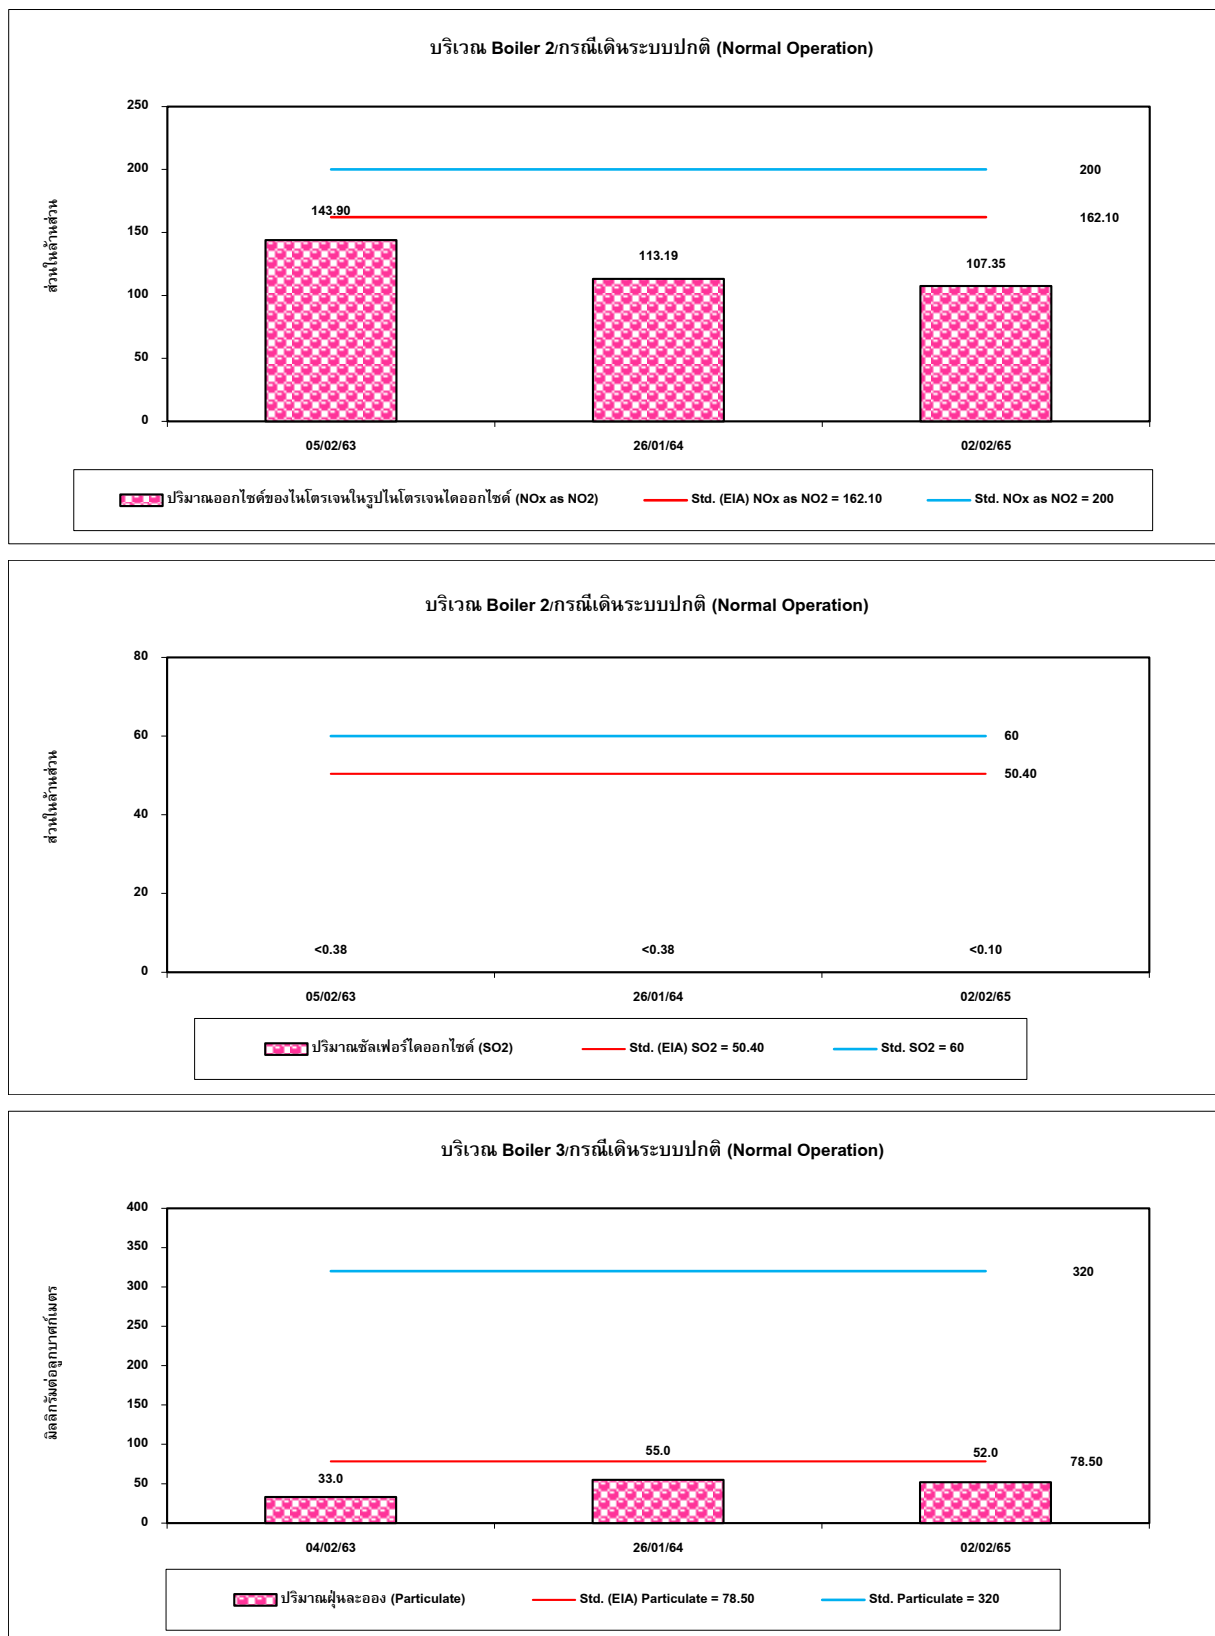 บริเวณ Boiler 2/กรณีเดินระบบปกติ (Normal Operation)
250
200
150
100
50
0
ส่วนในล้านส่วน
200
162.10
143.90
113.19
107.35
05/02/63
26/01/64
02/02/65
ปริมาณออกไซด์ของไนโตรเจนในรูปไนโตรเจนไดออกไซด์ (NOx as NO2)
Std. (EIA) NOx as NO2 = 162.10
Std. NOx as NO2 = 200
บริเวณ Boiler 2/กรณีเดินระบบปกติ (Normal Operation)
80
60
40
20
0
ส่วนในล้านส่วน
60
50.40
<0.38
<0.38
<0.10
05/02/63
26/01/64
02/02/65
ปริมาณซัลเฟอร์ไดออกไซด์ (SO2)
Std. (EIA) SO2 = 50.40
Std. SO2 = 60
บริเวณ Boiler 3/กรณีเดินระบบปกติ (Normal Operation)
400
350
300
250
200
150
100
50
0
มิลลิกรัมต่อลูกบาศก์เมตร
320
78.50
33.0
55.0
52.0
04/02/63
26/01/64
02/02/65
ปริมาณฝุ่นละออง (Particulate)
Std. (EIA) Particulate = 78.50
Std. Particulate = 320